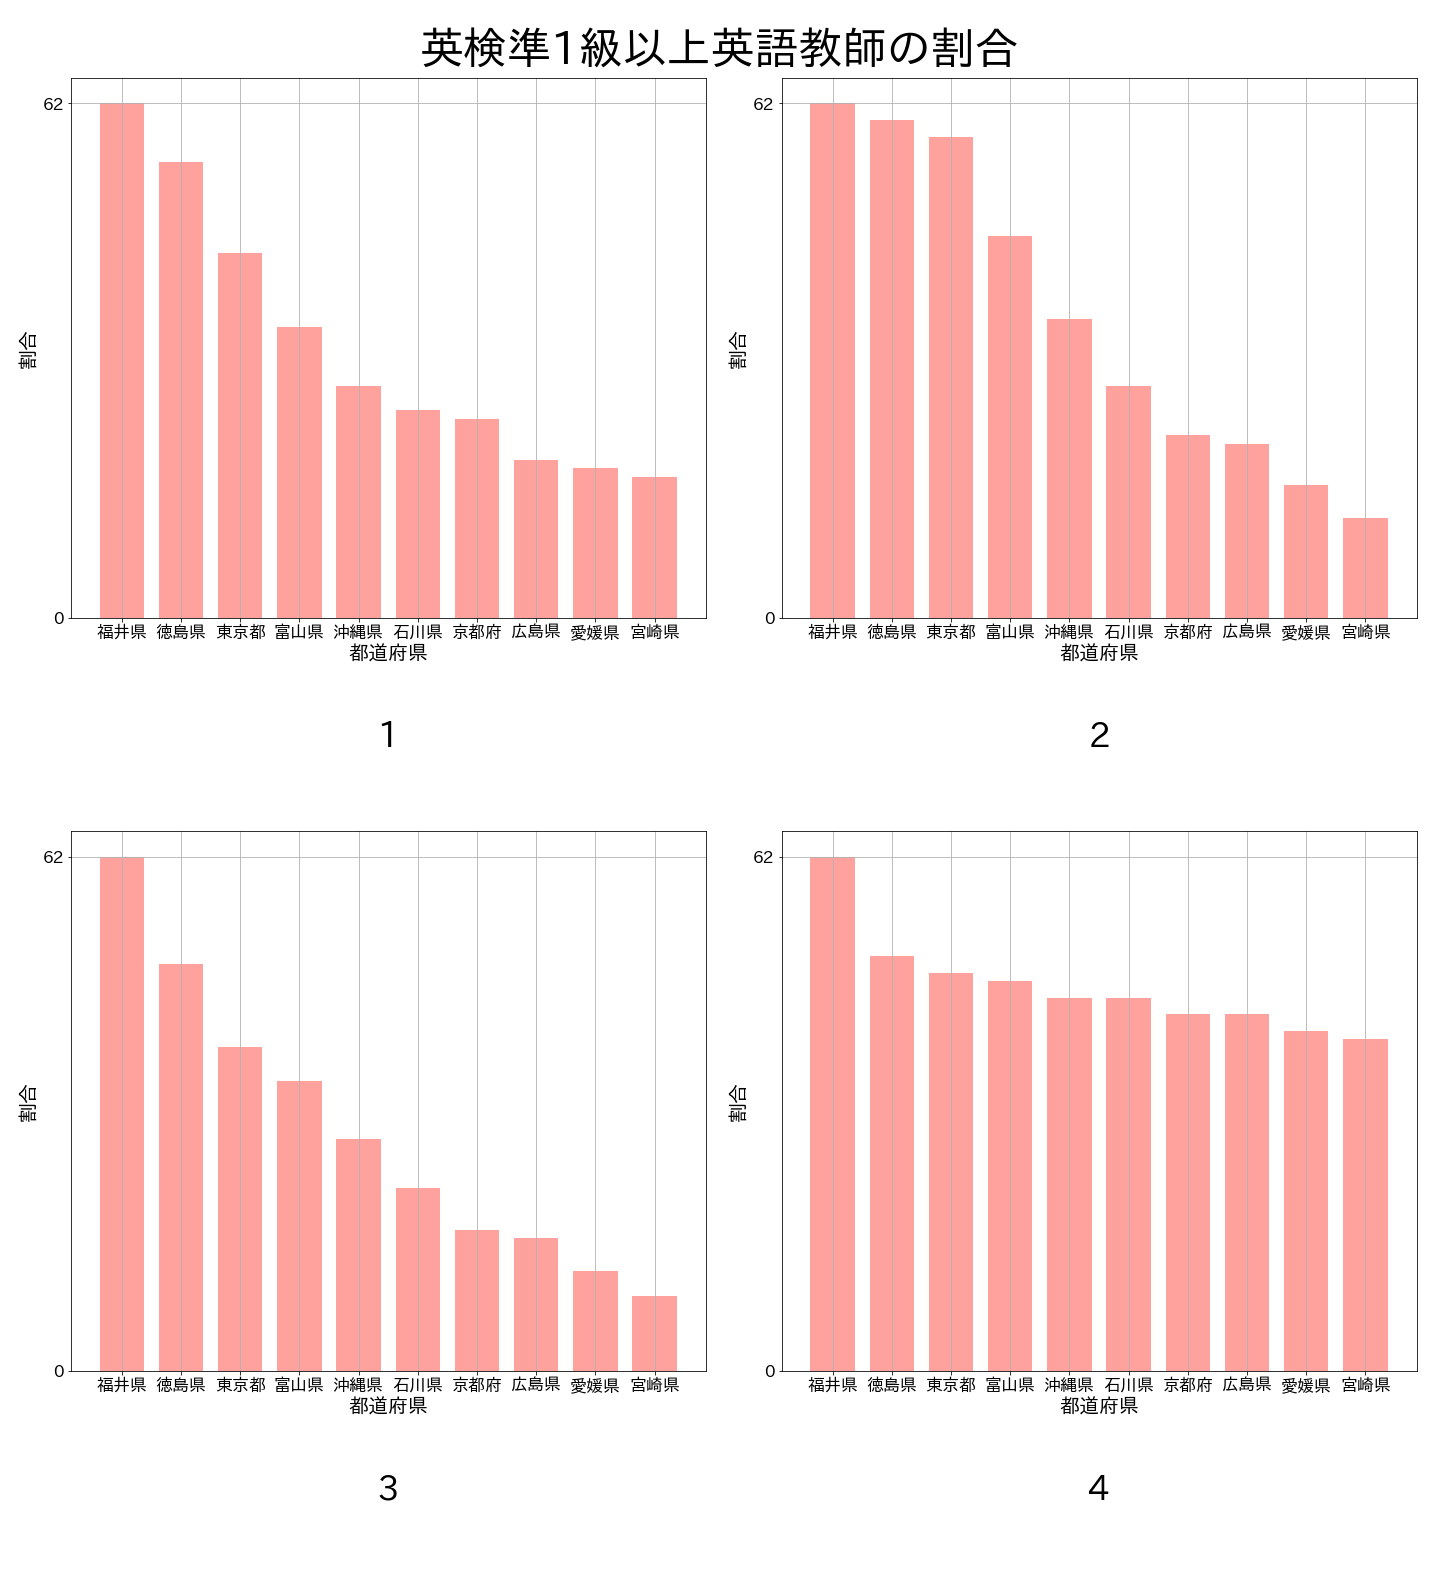 英検準1級以上英語教師の割合
62
0
割合
福井県 徳島県 東京都 富山県 沖縄県 石川県 京都府 広島県 愛媛県 宮崎県
都道府県
1
62
0
割合
福井県 徳島県 東京都 富山県 沖縄県 石川県 京都府 広島県 愛媛県 宮崎県
都道府県
2
62
0
割合
福井県 徳島県 東京都 富山県 沖縄県 石川県 京都府 広島県 愛媛県 宮崎県
都道府県
3
62
0
割合
福井県 徳島県 東京都 富山県 沖縄県 石川県 京都府 広島県 愛媛県 宮崎県
都道府県
4